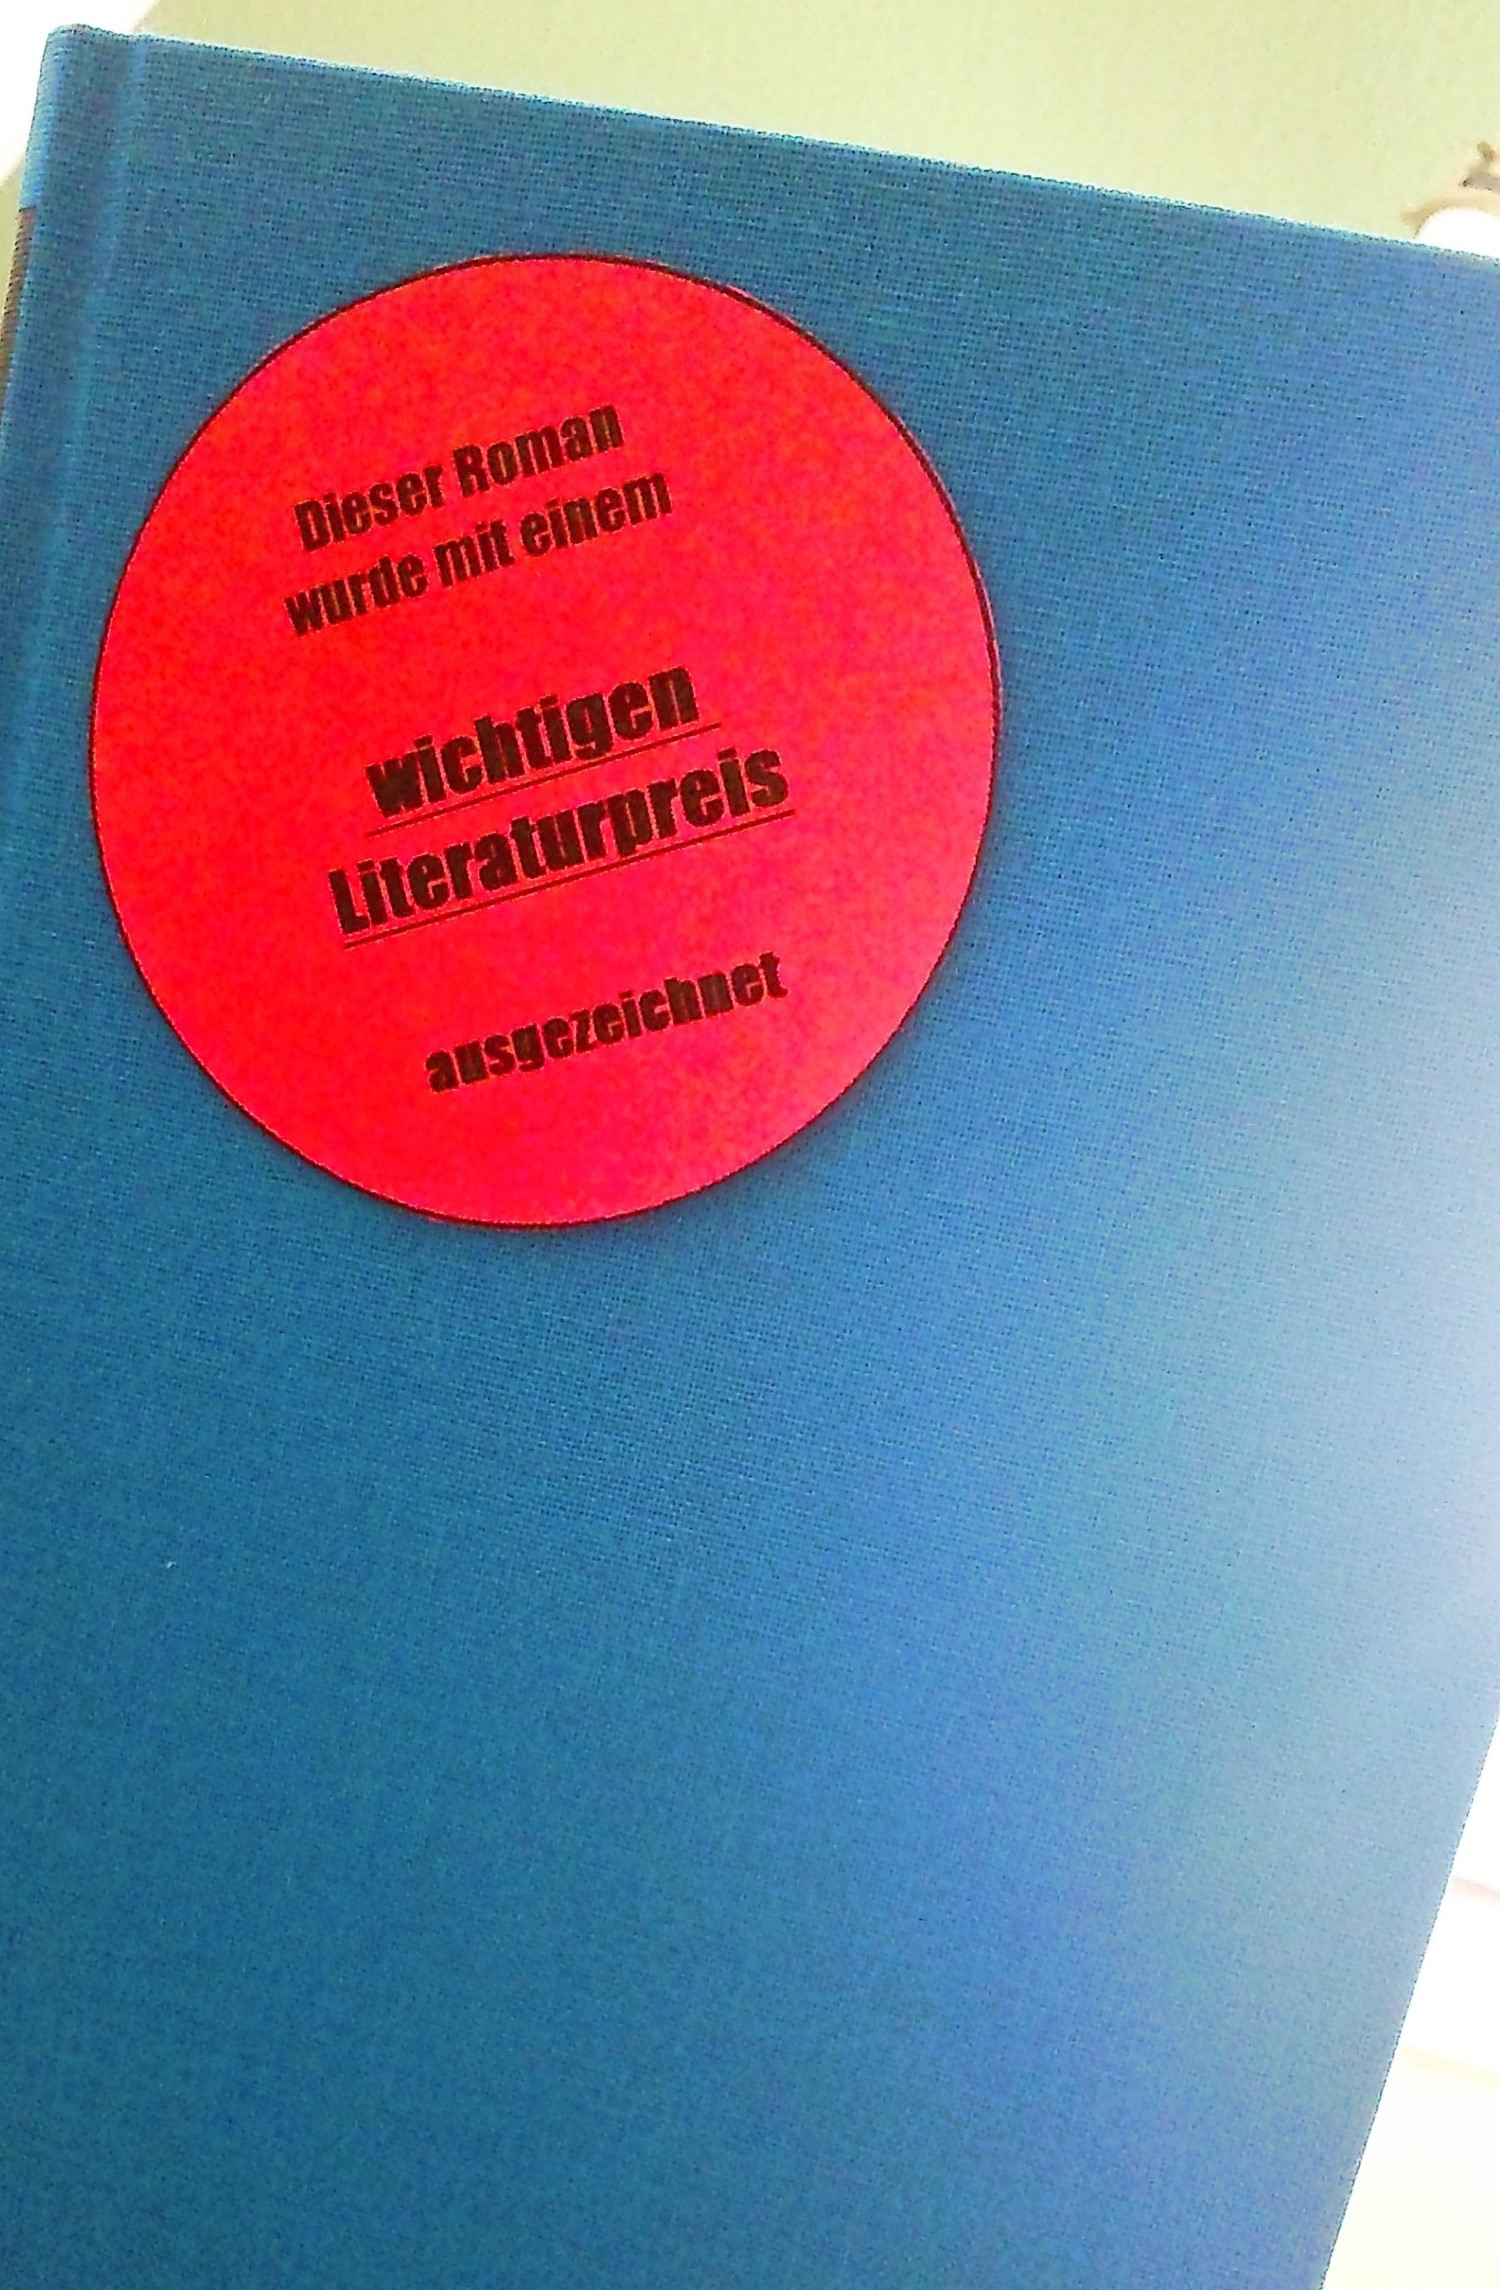 Dieser Roman
wurde mit einem
wichtigen
Literaturpreis
ausgezeichnet